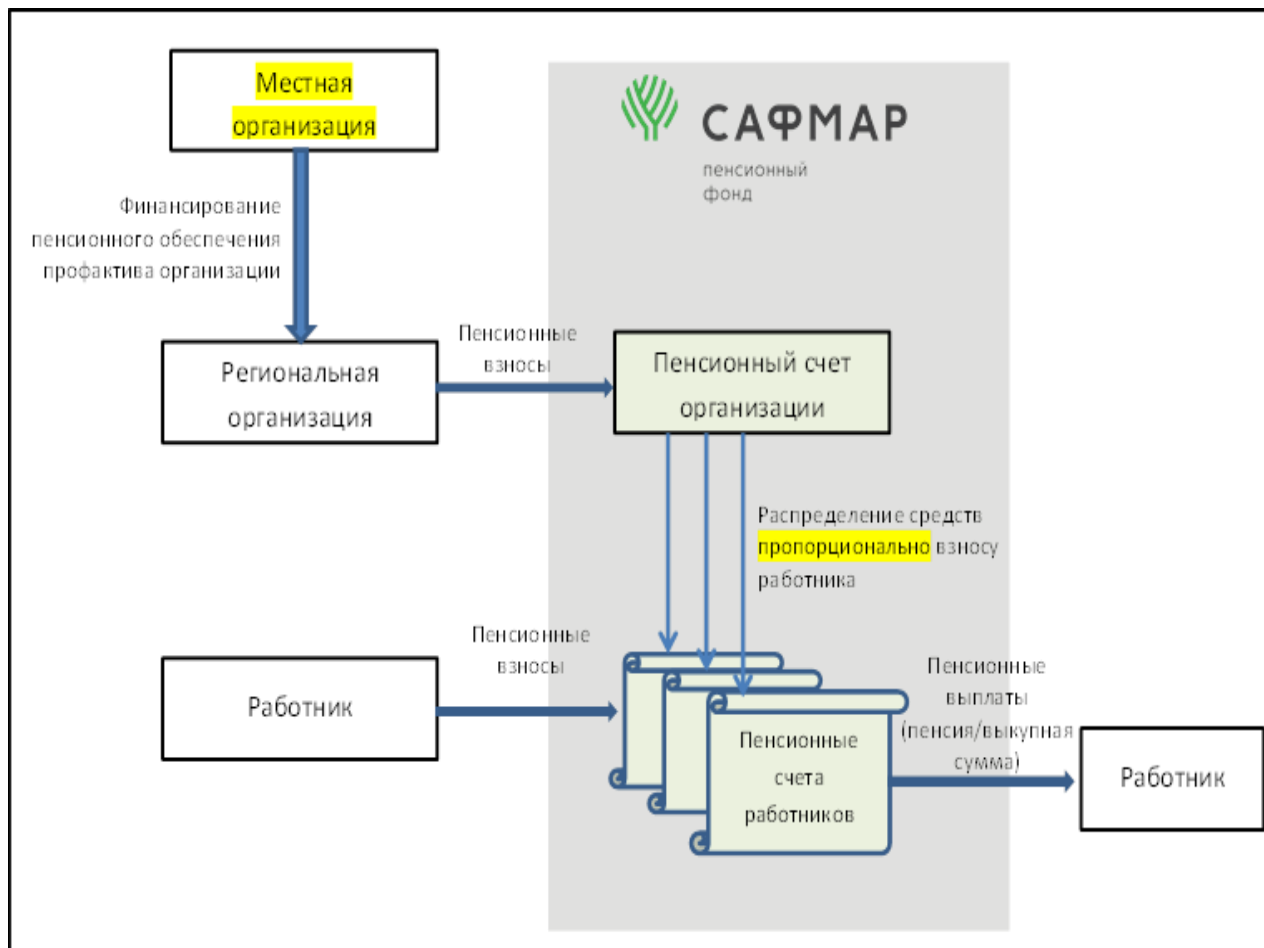 Местная
организация
САФМАР
пенсионный
фонд
Финансирование
пенсионного обеспечения
профактива организации
Региональная
организация
Пенсионные
взносы
Пенсионный счет
организации
Распределение средств
пропорционально взносу
работника
Работник
Пенсионные
взносы
Пенсионные
счета
работников
Пенсионные
выплаты
(пенсия/выкупная
сумма)
Работник